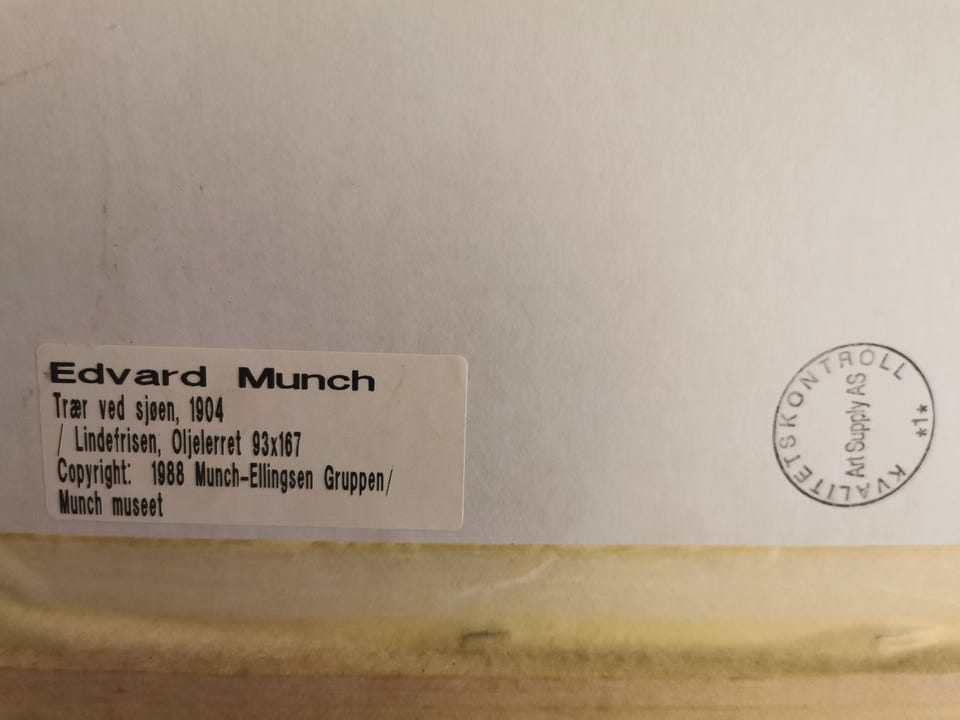 Edvard Munch
Trær ved sjøen, 1904
/ Lindefrisen, Oljelerret 93x167
Copyright: 1988 Munch-Ellingsen Gruppen/
Munch museet
KVALITETSKONTROLL
Art Supply AS
*1*